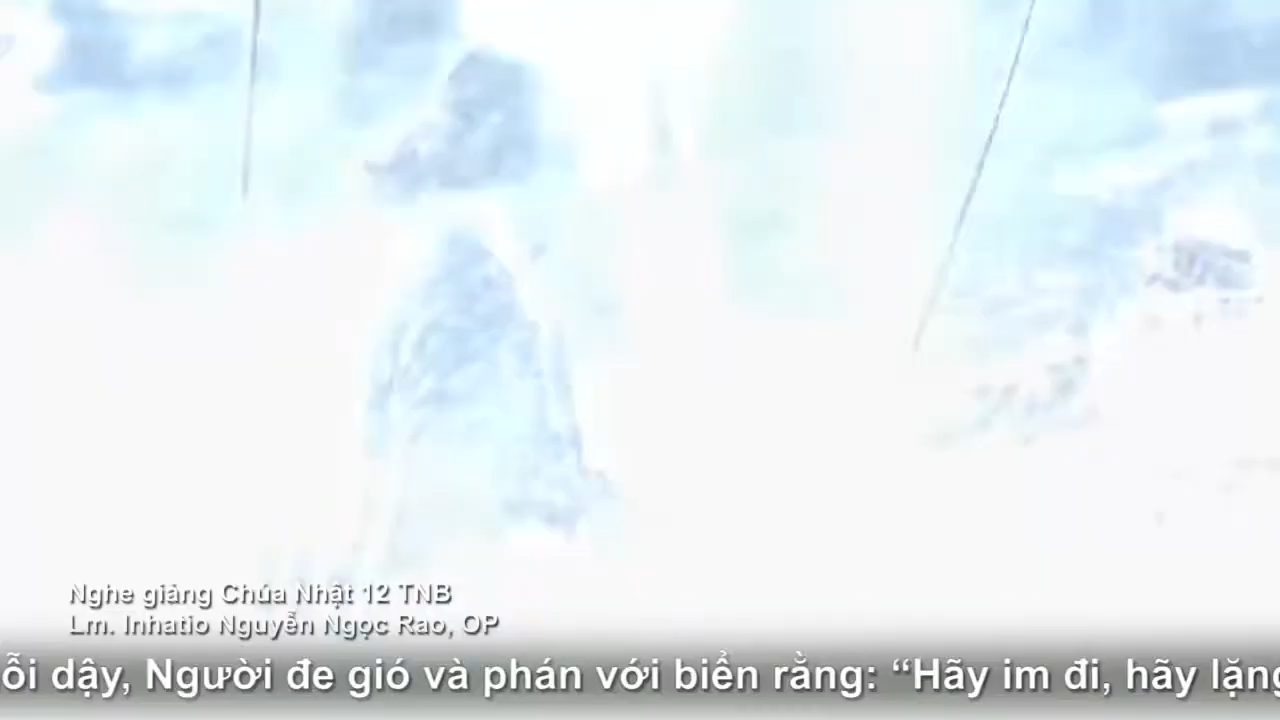 Nghe giảng Chúa Nhật 12 TNB
Lm. Inhatio Nguyễn Ngọc Rao, OP
ỗi dậy, Người đe gió và phán với biển rằng: “Hãy im đi, hãy lặng